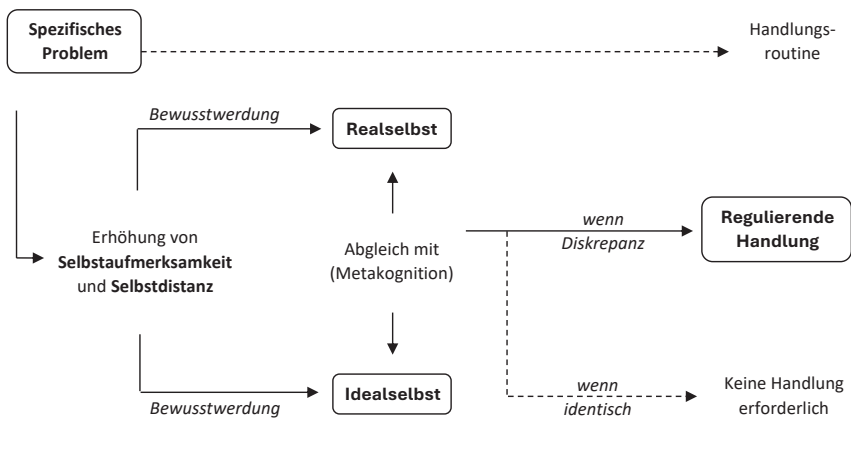 Spezifisches
Problem
Handlungs-
routine
Bewusstwerdung
Realselbst
Erhöhung von
Selbstaufmerksamkeit
und Selbstdistanz
Abgleich mit
(Metakognition)
wenn
Diskrepanz
Regulierende
Handlung
Idealselbst
Bewusstwerdung
wenn
identisch
Keine Handlung
erforderlich